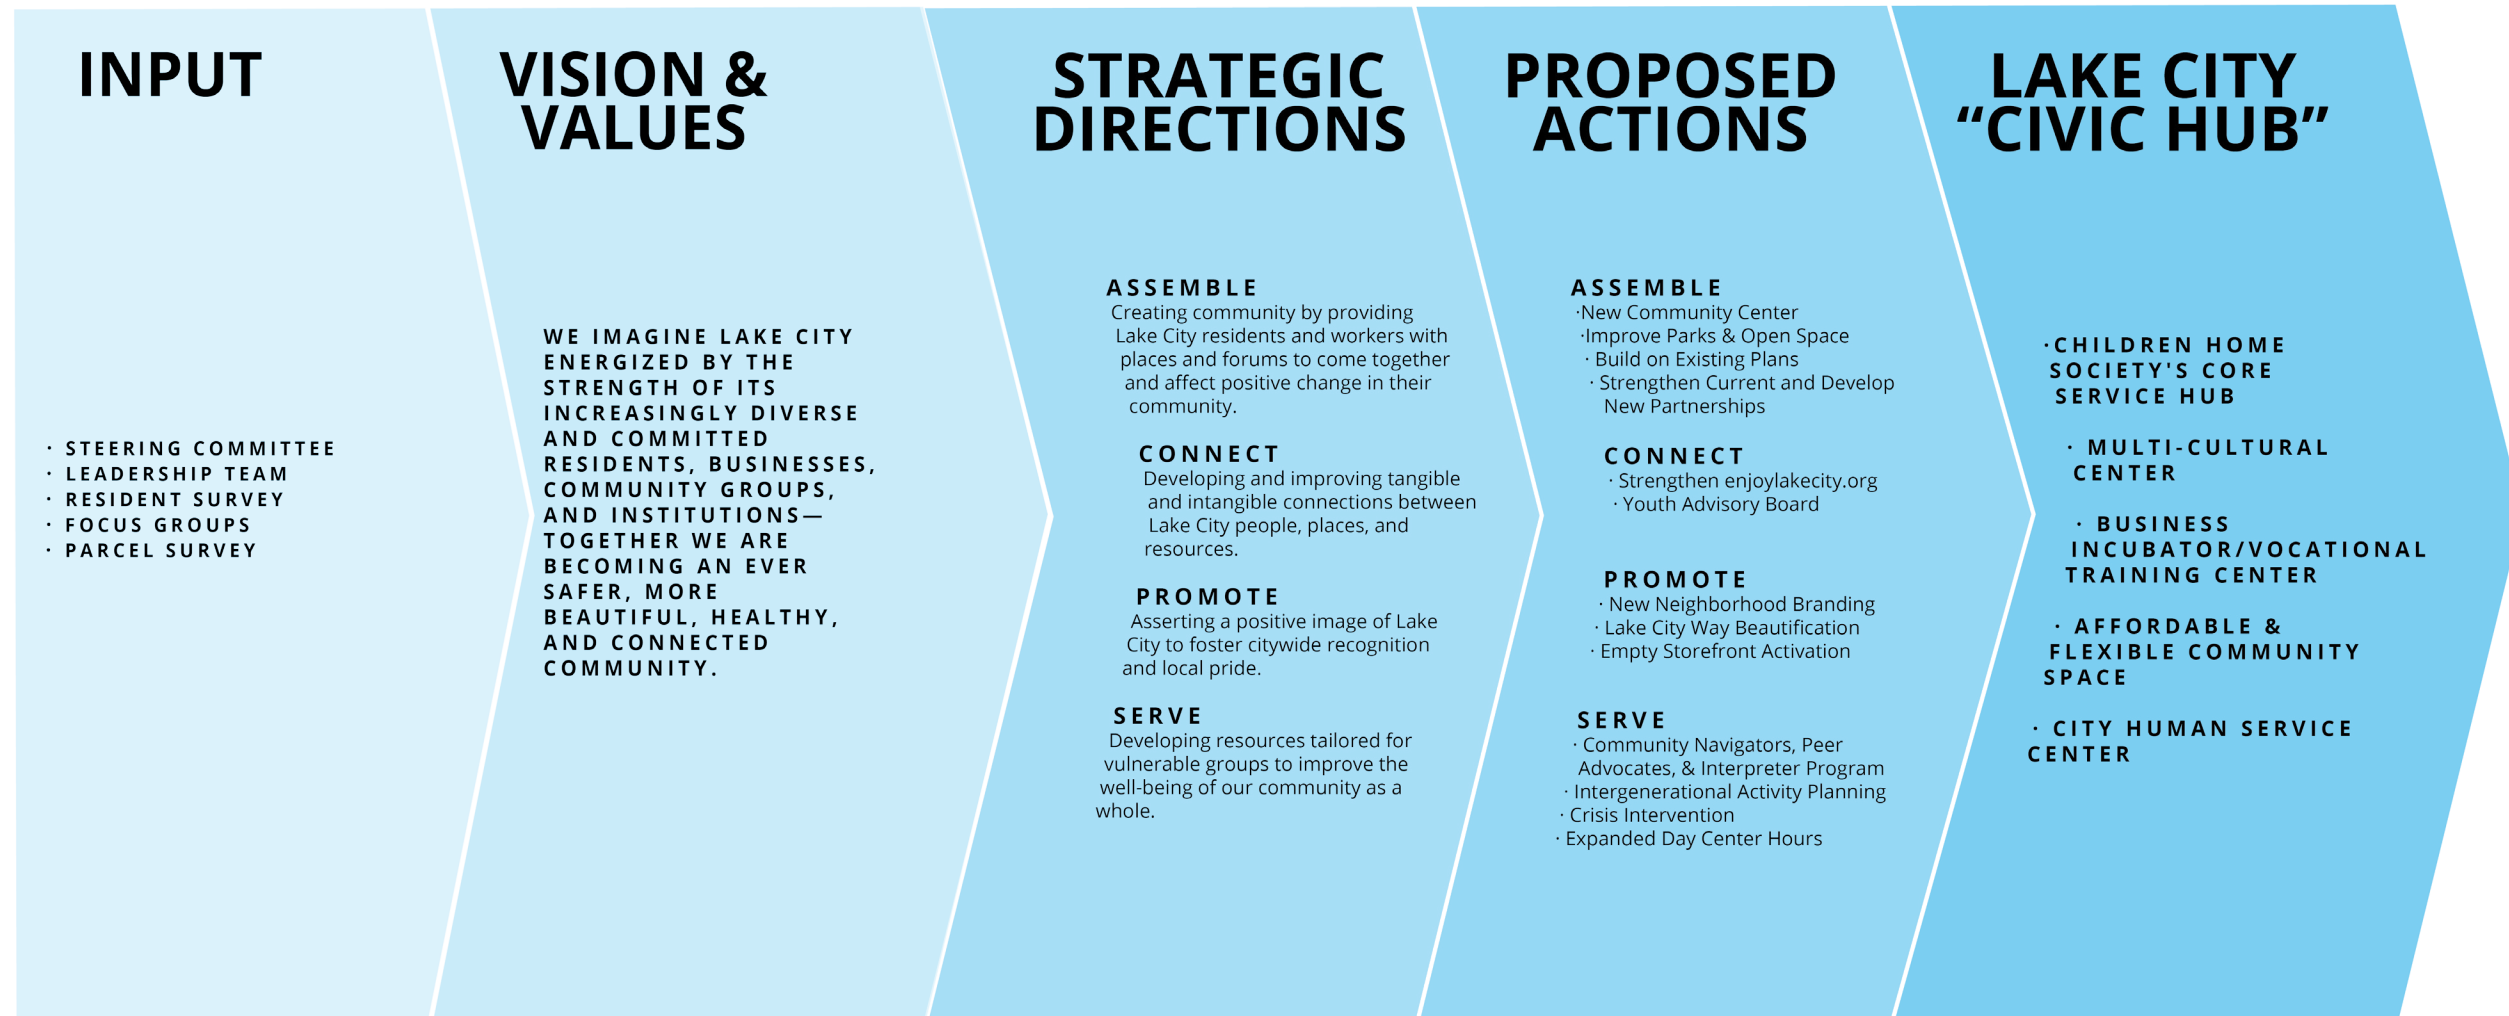 INPUT
· STEERING COMMITTEE
· LEADERSHIP TEAM
· RESIDENT SURVEY
· FOCUS GROUPS
· PARCEL SURVEY
VISION &
VALUES
WE IMAGINE LAKE CITY
ENERGIZED BY THE
STRENGTH OF ITS
INCREASINGLY DIVERSE
AND COMMITTED
RESIDENTS, BUSINESSES,
COMMUNITY GROUPS,
AND INSTITUTIONS—
TOGETHER WE ARE
BECOMING AN EVER
SAFER, MORE
BEAUTIFUL, HEALTHY,
AND CONNECTED
COMMUNITY.
STRATEGIC
DIRECTIONS
ASSEMBLE
Creating community by providing
Lake City residents and workers with
places and forums to come together
and affect positive change in their
community.
CONNECT
Developing and improving tangible
and intangible connections between
Lake City people, places, and
resources.
PROMOTE
Asserting a positive image of Lake
City to foster citywide recognition
and local pride.
SERVE
Developing resources tailored for
vulnerable groups to improve the
well-being of our community as a
whole.
PROPOSED
ACTIONS
ASSEMBLE
·New Community Center
·Improve Parks & Open Space
· Build on Existing Plans
· Strengthen Current and Develop
New Partnerships
CONNECT
· Strengthen enjoylakecity.org
· Youth Advisory Board
PROMOTE
· New Neighborhood Branding
· Lake City Way Beautification
· Empty Storefront Activation
SERVE
· Community Navigators, Peer
Advocates, & Interpreter Program
· Intergenerational Activity Planning
· Crisis Intervention
· Expanded Day Center Hours
LAKE CITY
“CIVIC HUB”
·CHILDREN HOME
SOCIETY'S CORE
SERVICE HUB
· MULTI-CULTURAL
CENTER
· BUSINESS
INCUBATOR/VOCATIONAL
TRAINING CENTER
· AFFORDABLE &
FLEXIBLE COMMUNITY
SPACE
· CITY HUMAN SERVICE
CENTER